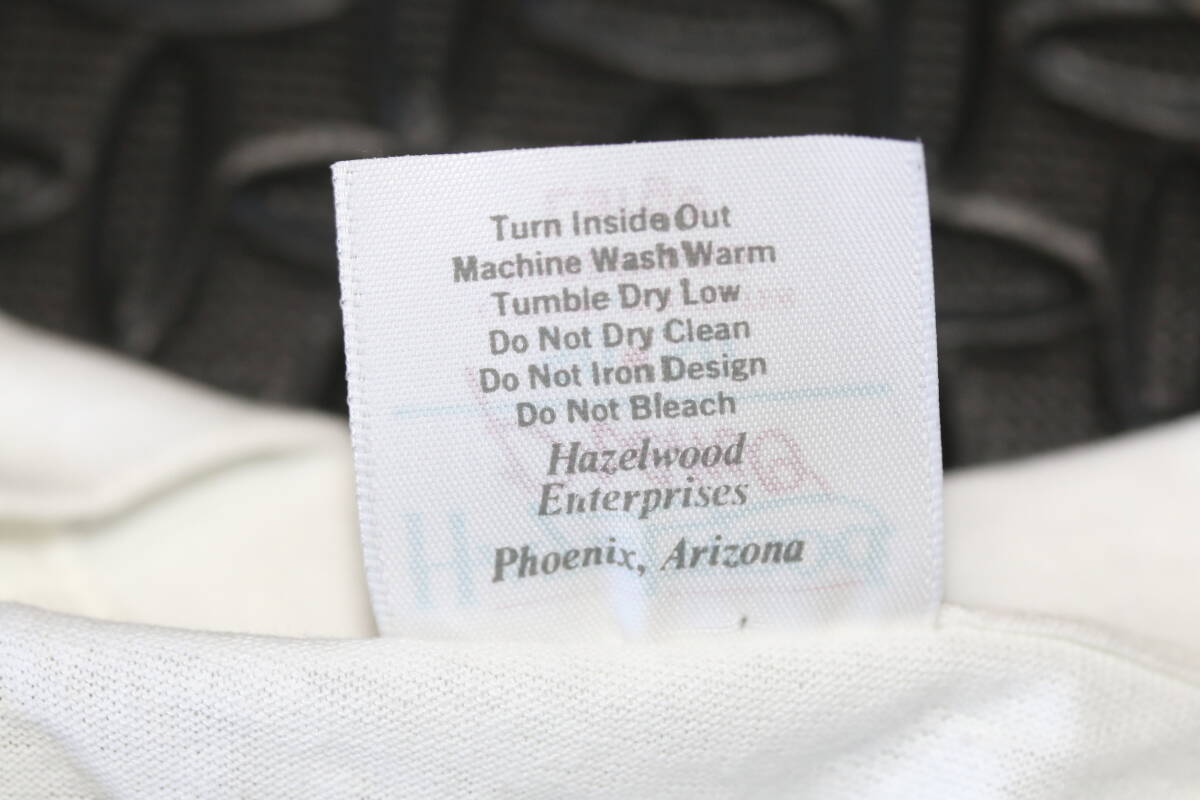 Turn Inside Out
Machine Wash Warm
Tumble Dry Low
Do Not Dry Clean
Do Not Iron Design
Do Not Bleach
Hazelwood
Enterprises
Phoenix, Arizona